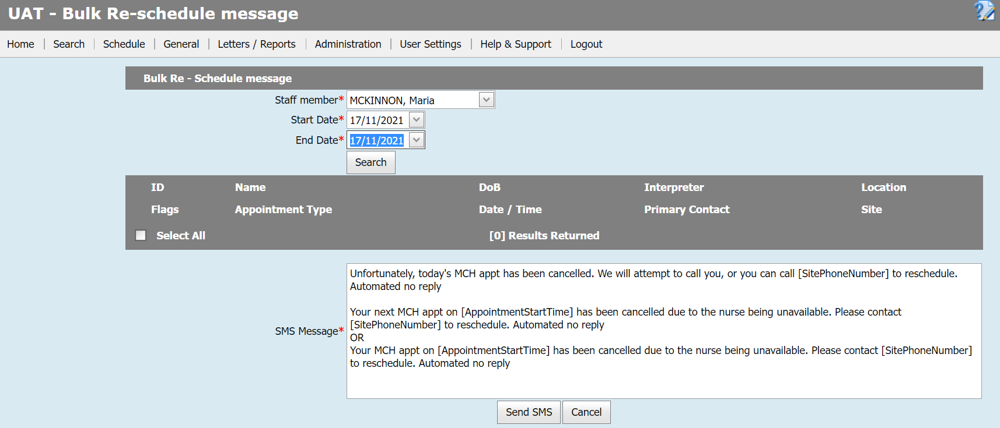 UAT - Bulk Re-schedule message
Home Search Schedule General Letters / Reports Administration User Settings Help & Support Logout
Bulk Re - Schedule message
Staff member* MCKINNON, Maria
Start Date* 17/11/2021
End Date* 17/11/2021
Search
ID Name DoB Interpreter Location
Flags Appointment Type Date / Time Primary Contact Site
Select All [0] Results Returned
Unfortunately, today's MCH appt has been cancelled. We will attempt to call you, or you can call [SitePhoneNumber] to reschedule.
Automated no reply
Your next MCH appt on [AppointmentStartTime] has been cancelled due to the nurse being unavailable. Please contact
[SitePhoneNumber] to reschedule. Automated no reply
SMS Message*
OR
Your MCH appt on [AppointmentStartTime] has been cancelled due to the nurse being unavailable. Please contact [SitePhoneNumber]
to reschedule. Automated no reply
Send SMS Cancel